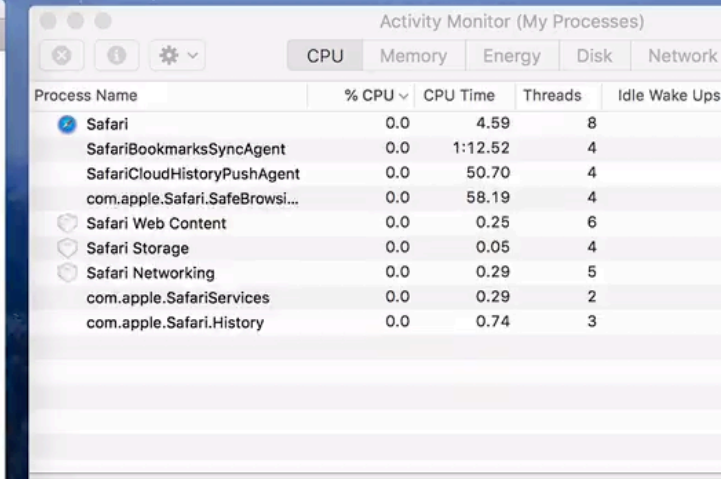 Activity Monitor (My Processes)
CPU Memory Energy Disk Network
Process Name % CPU CPU Time Threads Idle Wake Ups
Safari 0.0 4.59 8
SafariBookmarksSyncAgent 0.0 1:12.52 4
SafariCloudHistoryPushAgent 0.0 50.70 4
com.apple.Safari.SafeBrowsi... 0.0 58.19 4
Safari Web Content 0.0 0.25 6
Safari Storage 0.0 0.05 4
Safari Networking 0.0 0.29 5
com.apple.SafariServices 0.0 0.29 2
com.apple.Safari.History 0.0 0.74 3